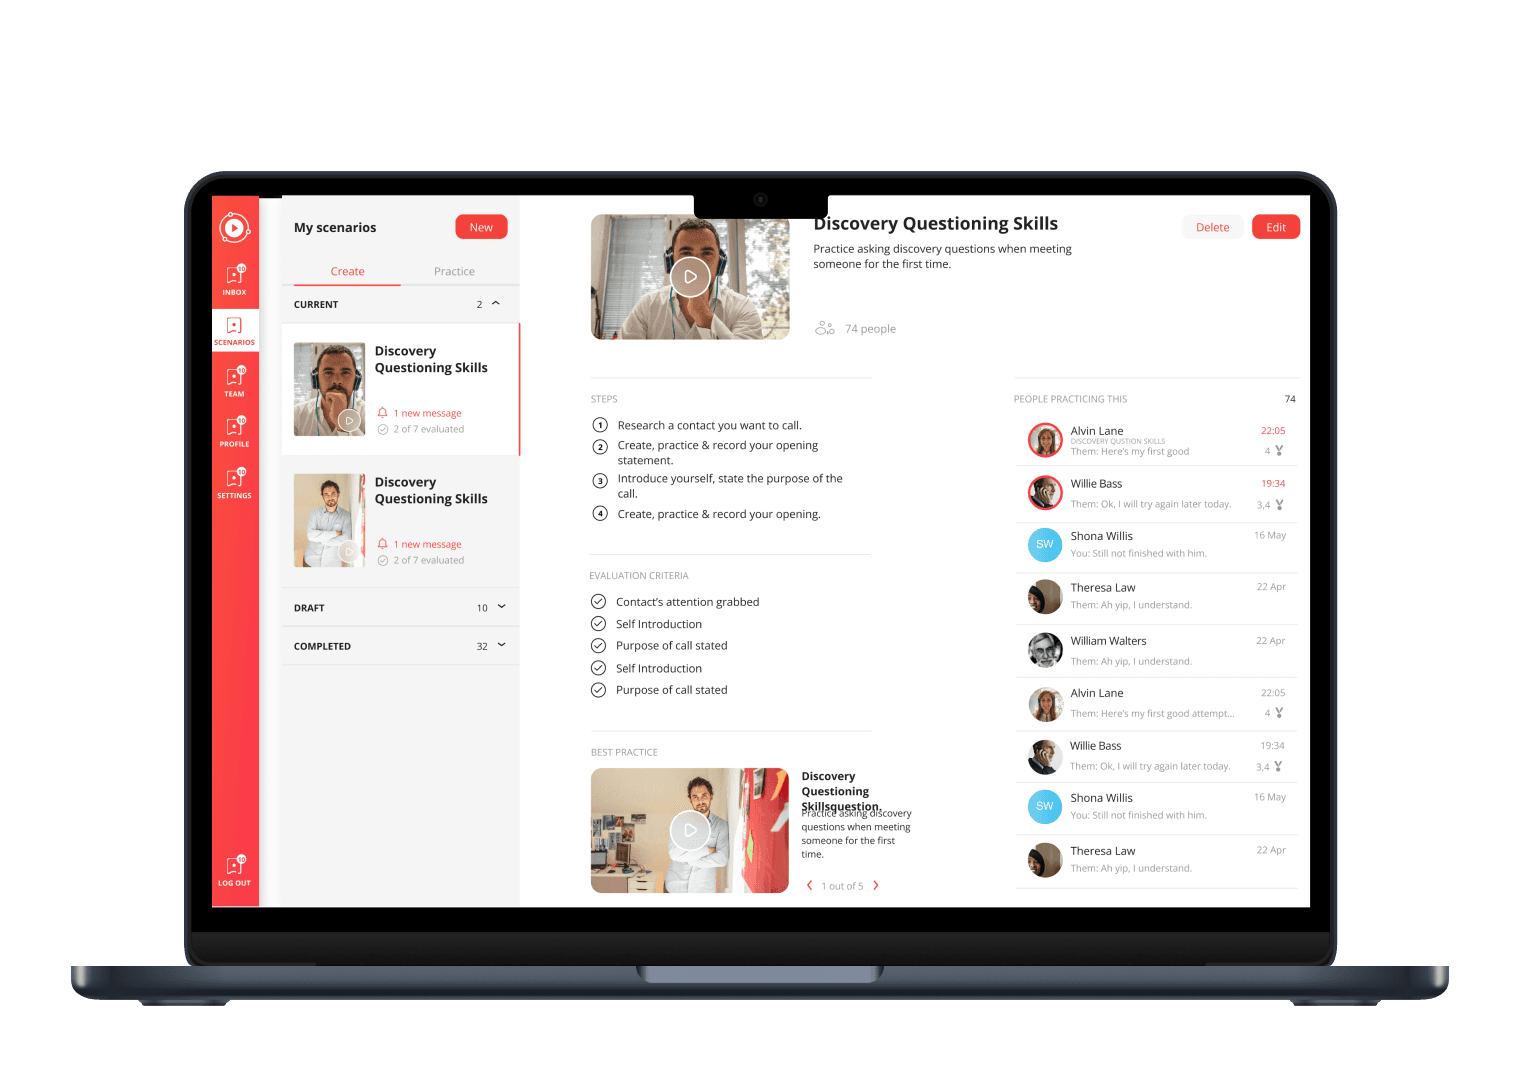 10
INBOX
SCENARIOS
10
TEAM
10
PROFILE
10
SETTINGS
10
LOG OUT
My scenarios
New
Create
Practice
CURRENT
2
Discovery
Questioning Skills
1 new message
2 of 7 evaluated
Discovery
Questioning Skills
1 new message
2 of 7 evaluated
DRAFT
10
COMPLETED
32
Discovery Questioning Skills
Practice asking discovery questions when meeting
someone for the first time.
74 people
Delete
Edit
STEPS
1 Research a contact you want to call.
2 Create, practice & record your opening
statement.
3 Introduce yourself, state the purpose of the
call.
4 Create, practice & record your opening.
EVALUATION CRITERIA
Contact's attention grabbed
Self Introduction
Purpose of call stated
Self Introduction
Purpose of call stated
BEST PRACTICE
Discovery
Questioning
Skillsquestion.
Practice asking discovery
questions when meeting
someone for the first
time.
1 out of 5
PEOPLE PRACTICING THIS
74
Alvin Lane
22:05
DISCOVERY QUSTION SKILLS
Them: Here's my first good
4
Willie Bass
19:34
Them: Ok, I will try again later today.
3,4
SW
Shona Willis
16 May
You: Still not finished with him.
Theresa Law
22 Apr
Them: Ah yip, I understand.
William Walters
22 Apr
Them: Ah yip, I understand.
Alvin Lane
22:05
Them: Here's my first good attempt...
4
Willie Bass
19:34
Them: Ok, I will try again later today.
3,4
SW
Shona Willis
16 May
You: Still not finished with him.
Theresa Law
22 Apr
Them: Ah yip, I understand.